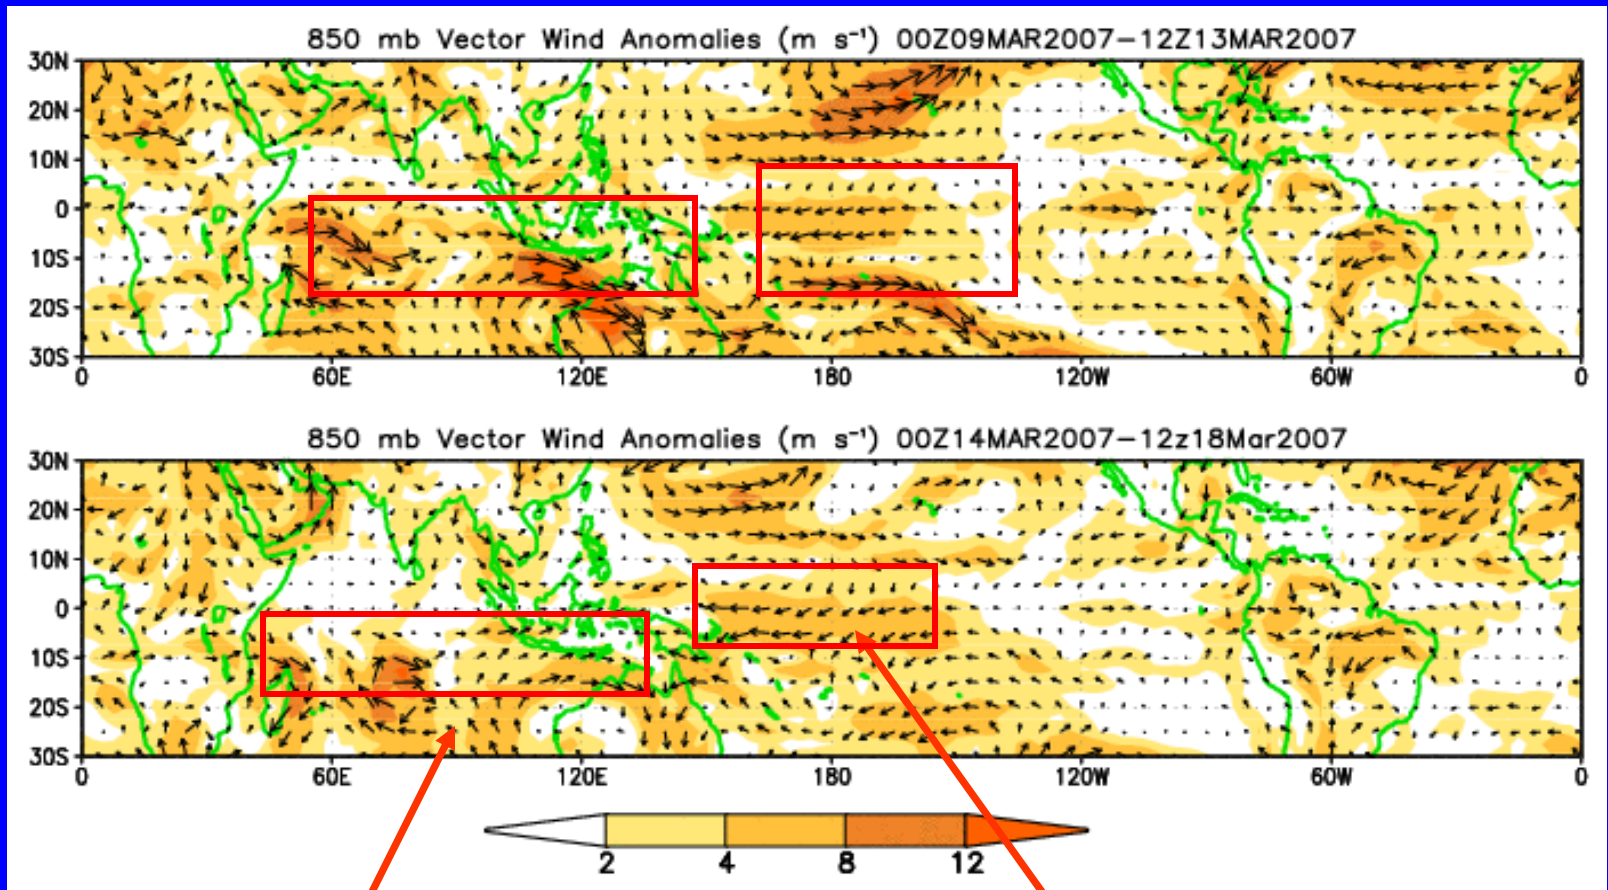 850 mb Vector Wind Anomalies (m s⁻¹) 00Z09MAR2007-12Z13MAR2007
30N
20N
10N
0
10S
20S
30S
0 60E 120E 180 120W 60W 0
850 mb Vector Wind Anomalies (m s⁻¹) 00Z14MAR2007-12z18Mar2007
30N
20N
10N
0
10S
20S
30S
0 60E 120E 180 120W 60W 0
2 4 8 12